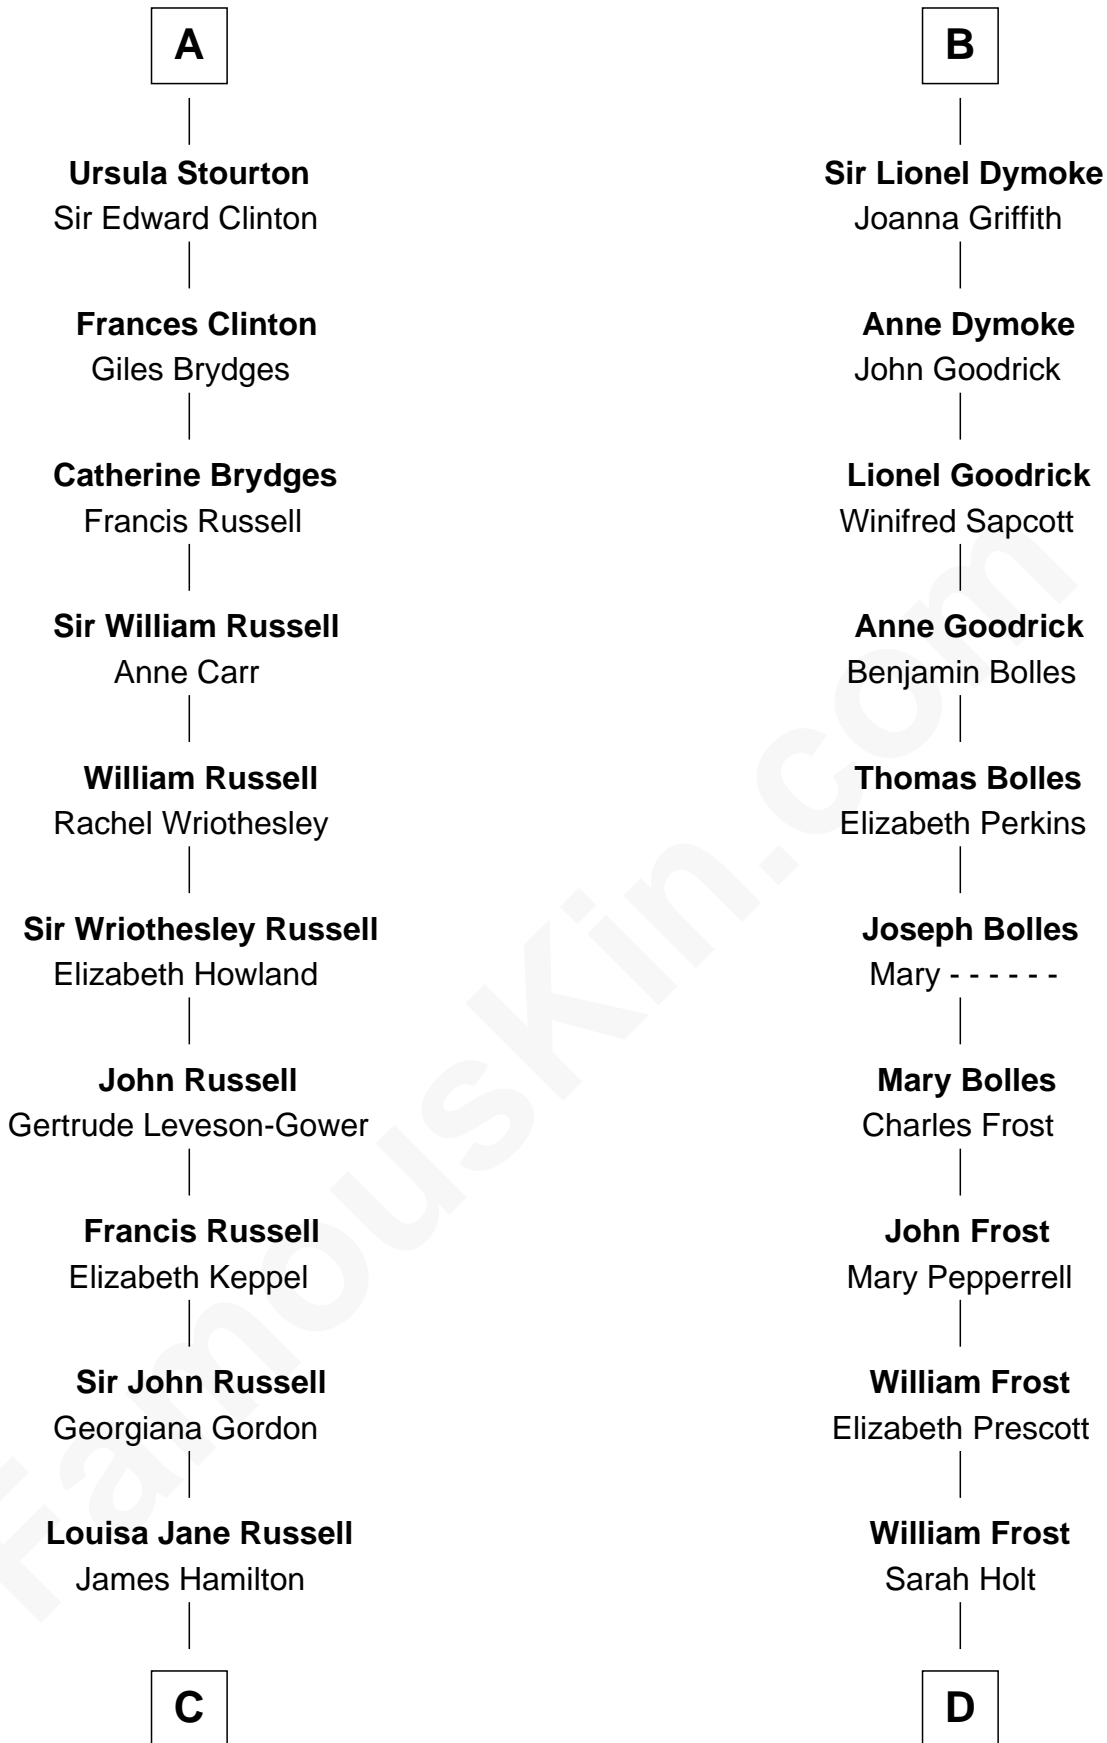 A
Ursula Stourton
Sir Edward Clinton
Frances Clinton
Giles Brydges
Catherine Brydges
Francis Russell
Sir William Russell
Anne Carr
William Russell
Rachel Wriothesley
Sir Wriothesley Russell
Elizabeth Howland
John Russell
Gertrude Leveson-Gower
Francis Russell
Elizabeth Keppel
Sir John Russell
Georgiana Gordon
Louisa Jane Russell
James Hamilton
C
B
Sir Lionel Dymoke
Joanna Griffith
Anne Dymoke
John Goodrick
Lionel Goodrick
Winifred Sapcott
Anne Goodrick
Benjamin Bolles
Thomas Bolles
Elizabeth Perkins
Joseph Bolles
Mary - - - - - -
Mary Bolles
Charles Frost
John Frost
Mary Pepperrell
William Frost
Elizabeth Prescott
William Frost
Sarah Holt
D
FamousKin.com